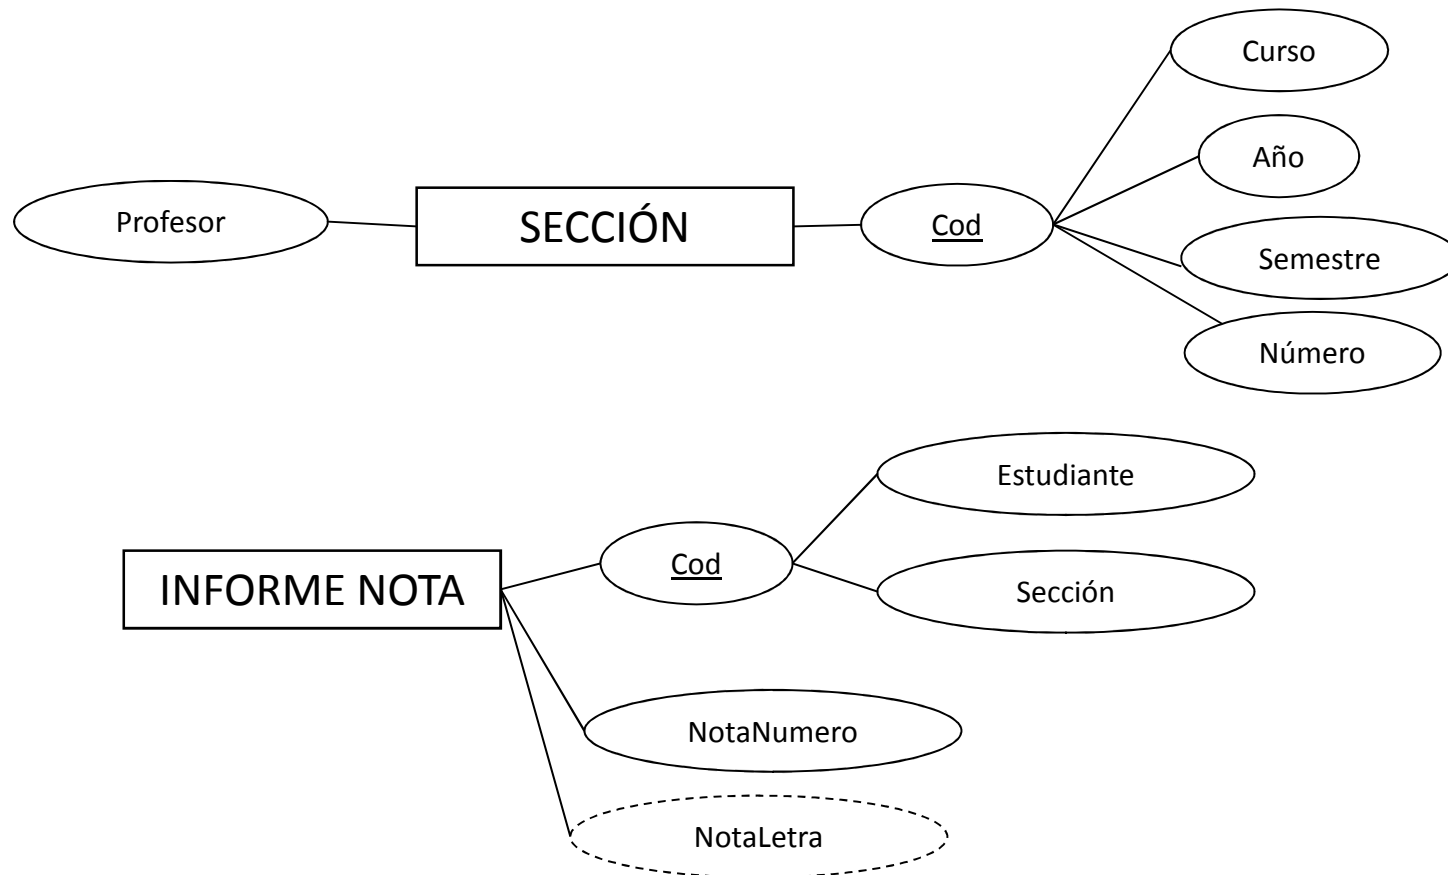 Curso
Año
Profesor
SECCIÓN
Cod
Semestre
Número
Estudiante
INFORME NOTA
Cod
Sección
NotaNumero
NotaLetra